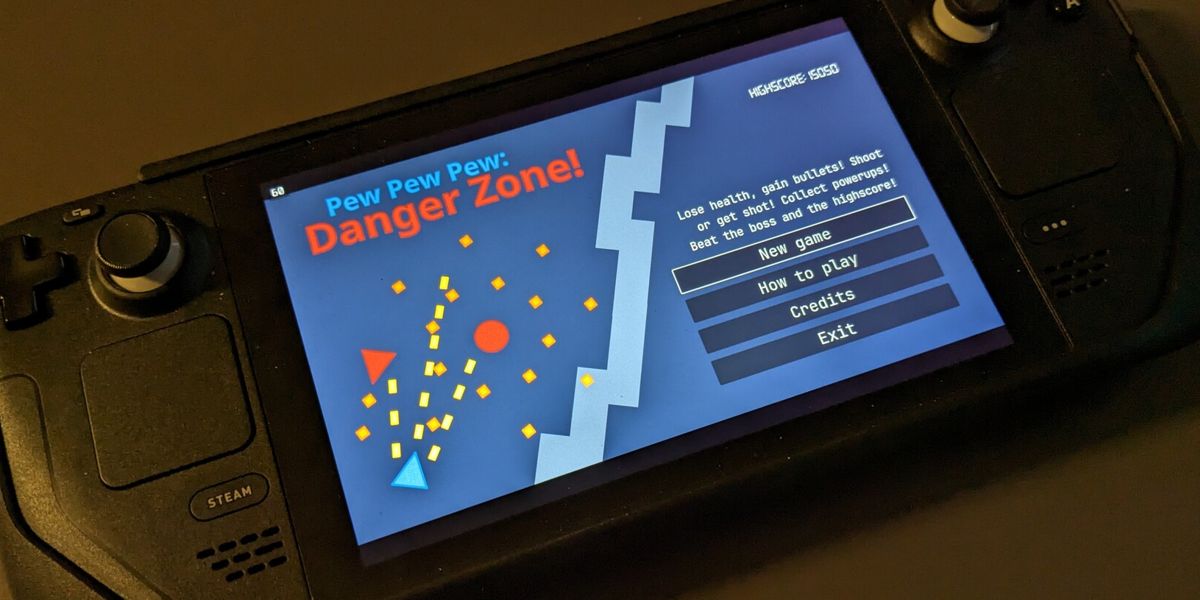 60
Pew Pew Pew:
Danger Zone!
HIGHSCORE: 15050
Lose health, gain bullets! Shoot
or get shot! Collect powerups!
Beat the boss and the highscore!
New game
How to play
Credits
Exit
STEAM
A